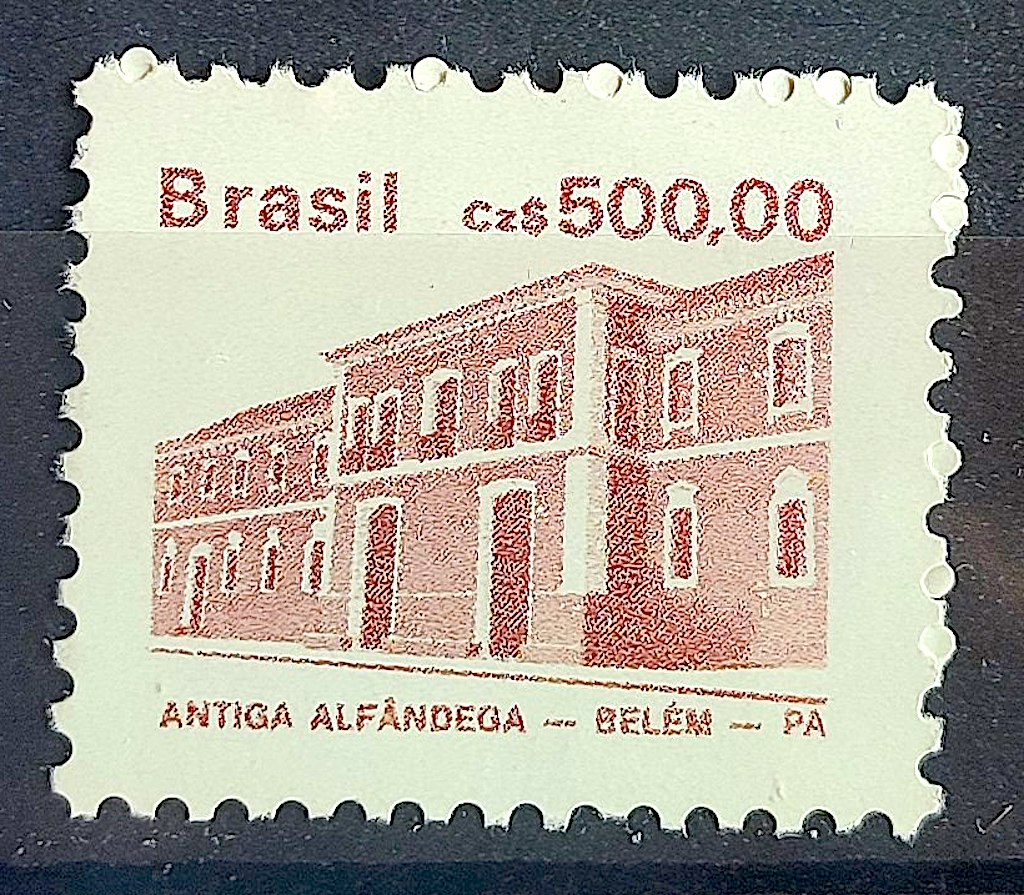 Brasil Cz$500,00
ANTIGA ALFÂNDEGA — BELÉM — PA